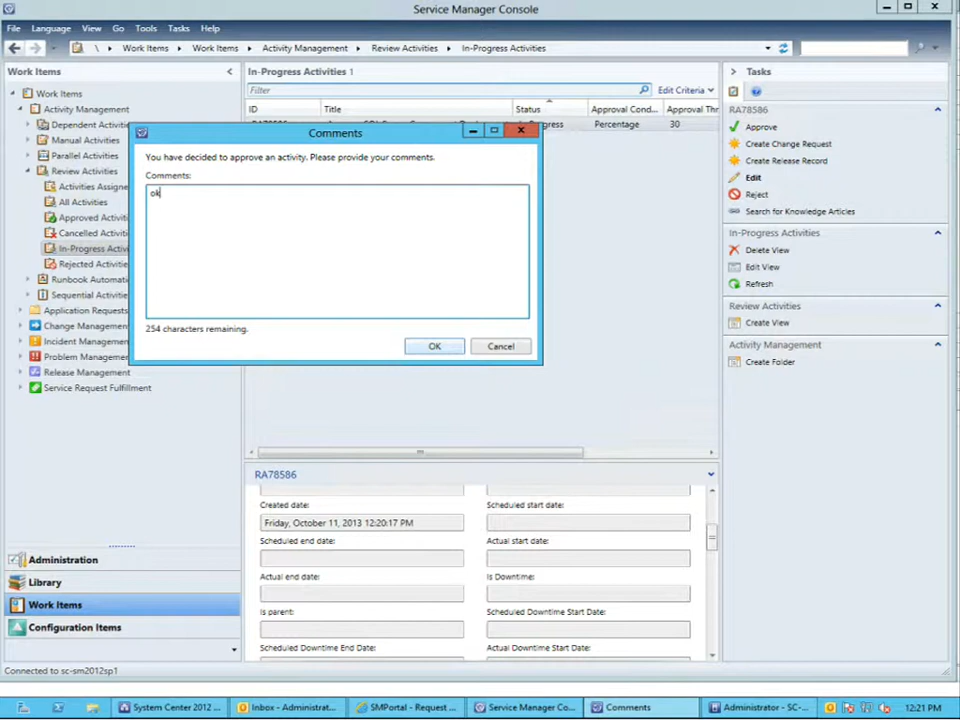 Service Manager Console
File Language View Go Tools Tasks Help
\ Work Items Work Items Activity Management Review Activities In-Progress Activities
Work Items
Work Items
Activity Management
Dependent Activiti
Manual Activities
Parallel Activities
Review Activities
Activities Assigne
All Activities
Approved Activiti
Cancelled Activiti
In-Progress Activi
Rejected Activitie
Runbook Automati
Sequential Activitie
Application Requests
Change Managemen
Incident Managemen
Problem Managemen
Release Management
Service Request Fulfillment
Administration
Library
Work Items
Configuration Items
In-Progress Activities 1
Filter
Edit Criteria
ID Title Status Approval Cond... Approval Thr
Percentage 30
Comments
You have decided to approve an activity. Please provide your comments.
Comments:
ok
254 characters remaining.
OK Cancel
RA78586
Created date: Scheduled start date:
Friday, October 11, 2013 12:20:17 PM
Scheduled end date: Actual start date:
Actual end date: Is Downtime:
Is parent: Scheduled Downtime Start Date:
Scheduled Downtime End Date: Actual Downtime Start Date:
Tasks
RA78586
Approve
Create Change Request
Create Release Record
Edit
Reject
Search for Knowledge Articles
In-Progress Activities
Delete View
Edit View
Refresh
Review Activities
Create View
Activity Management
Create Folder
Connected to sc-sm2012sp1
System Center 2012 ... Inbox - Administrat... SMPortal - Request ... Service Manager Co... Comments Administrator - SC-... 12:21 PM